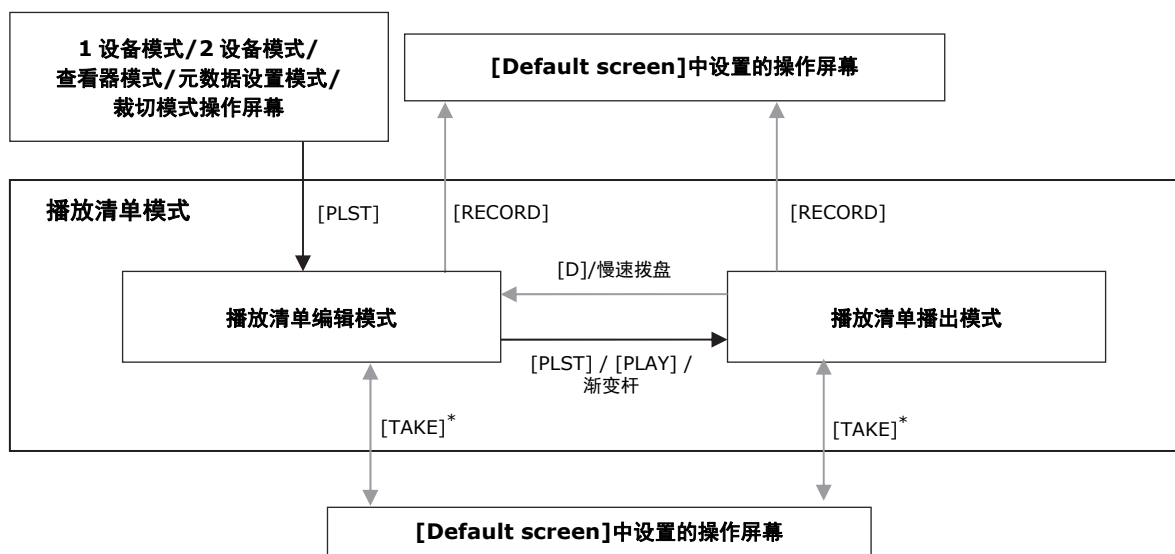 1 设备模式/2 设备模式/
查看器模式/元数据设置模式/
裁切模式操作屏幕
[Default screen]中设置的操作屏幕
播放清单模式
[PLST]
[RECORD]
[RECORD]
[D]/慢速拨盘
播放清单编辑模式
播放清单播出模式
[PLST] / [PLAY] /
渐变杆
[TAKE]*
[TAKE]*
[Default screen]中设置的操作屏幕